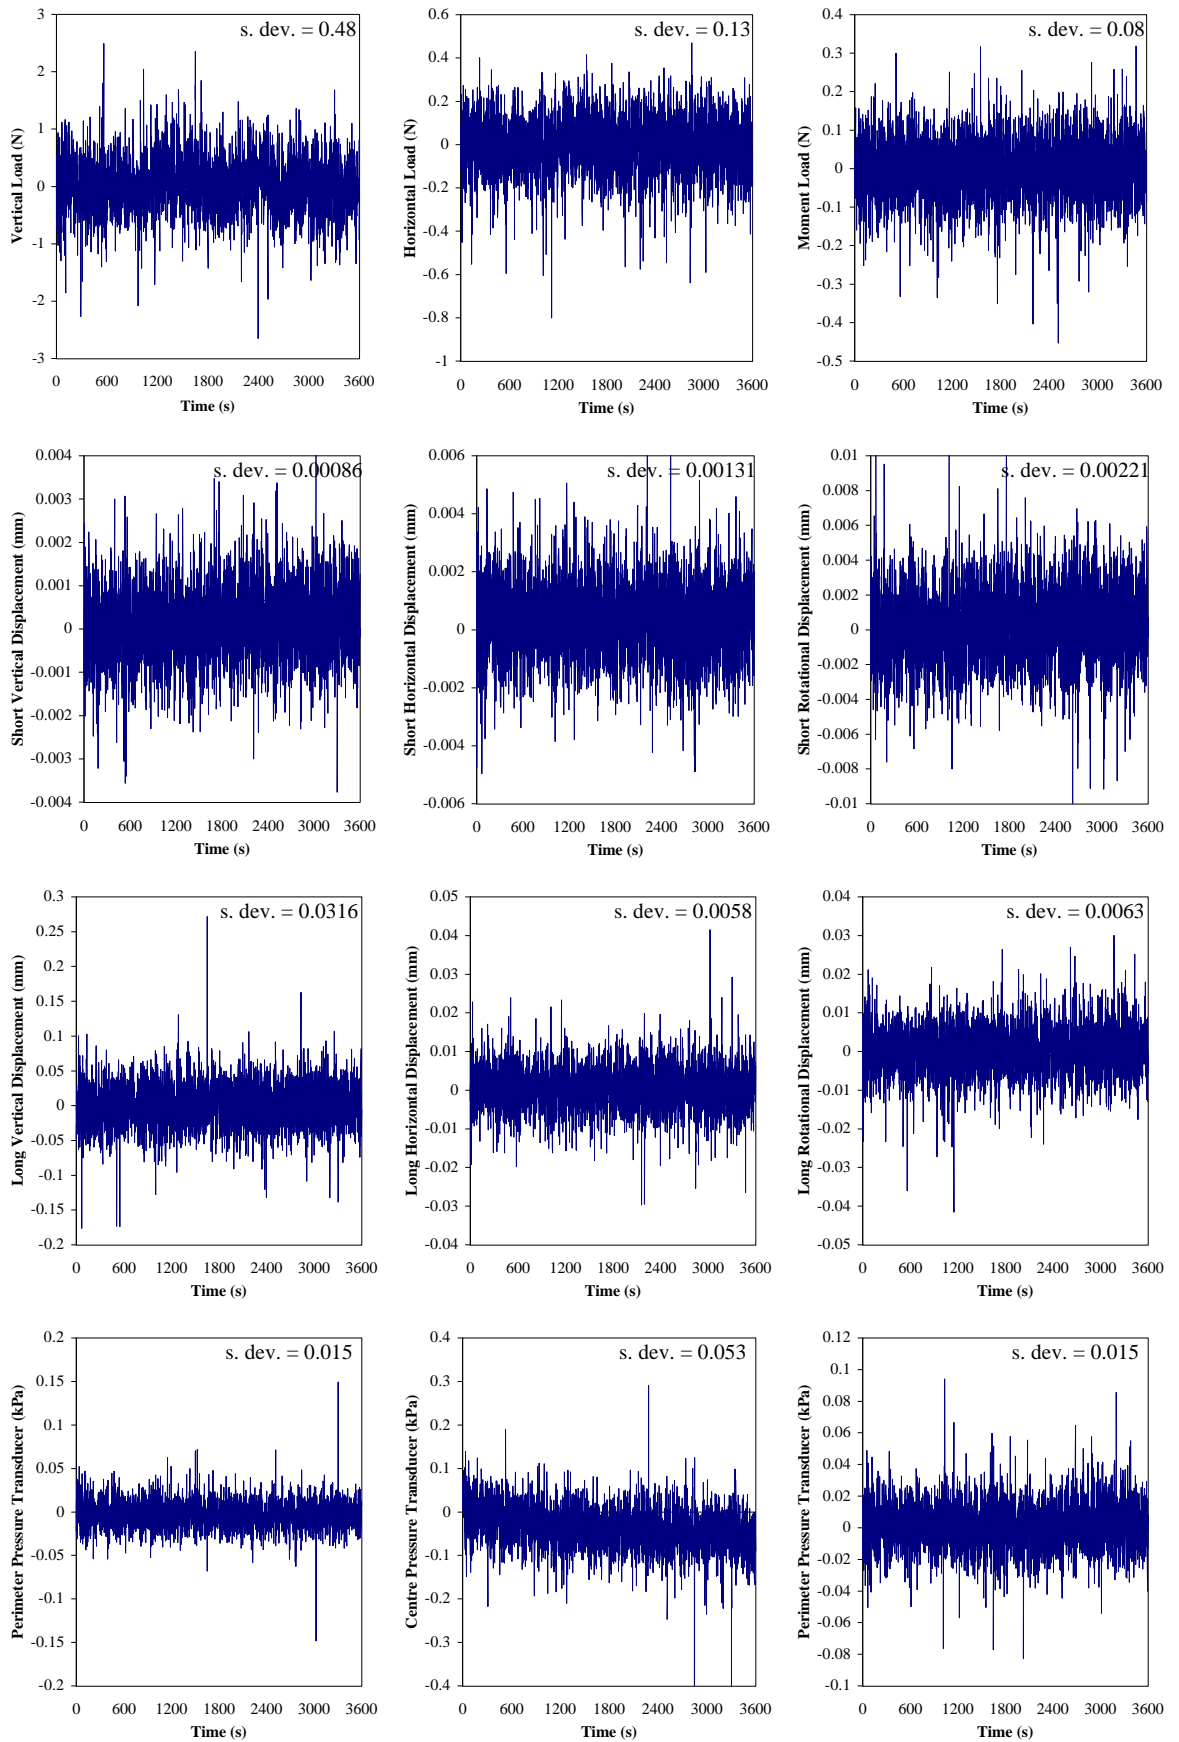 s. dev. = 0.48
3
2
1
0
-1
-2
-3
Vertical Load (N)
0 600 1200 1800 2400 3000 3600
Time (s)
s. dev. = 0.13
0.6
0.4
0.2
0
-0.2
-0.4
-0.6
-0.8
-1
Horizontal Load (N)
0 600 1200 1800 2400 3000 3600
Time (s)
s. dev. = 0.08
0.4
0.3
0.2
0.1
0
-0.1
-0.2
-0.3
-0.4
-0.5
Moment Load (N)
0 600 1200 1800 2400 3000 3600
Time (s)
s. dev. = 0.00086
0.004
0.003
0.002
0.001
0
-0.001
-0.002
-0.003
-0.004
Short Vertical Displacement (mm)
0 600 1200 1800 2400 3000 3600
Time (s)
s. dev. = 0.00131
0.006
0.004
0.002
0
-0.002
-0.004
-0.006
Short Horizontal Displacement (mm)
0 600 1200 1800 2400 3000 3600
Time (s)
s. dev. = 0.00221
0.01
0.008
0.006
0.004
0.002
0
-0.002
-0.004
-0.006
-0.008
-0.01
Short Rotational Displacement (mm)
0 600 1200 1800 2400 3000 3600
Time (s)
s. dev. = 0.0316
0.3
0.25
0.2
0.15
0.1
0.05
0
-0.05
-0.1
-0.15
-0.2
Long Vertical Displacement (mm)
0 600 1200 1800 2400 3000 3600
Time (s)
s. dev. = 0.0058
0.05
0.04
0.03
0.02
0.01
0
-0.01
-0.02
-0.03
-0.04
Long Horizontal Displacement (mm)
0 600 1200 1800 2400 3000 3600
Time (s)
s. dev. = 0.0063
0.04
0.03
0.02
0.01
0
-0.01
-0.02
-0.03
-0.04
-0.05
Long Rotational Displacement (mm)
0 600 1200 1800 2400 3000 3600
Time (s)
s. dev. = 0.015
0.2
0.15
0.1
0.05
0
-0.05
-0.1
-0.15
-0.2
Perimeter Pressure Transducer (kPa)
0 600 1200 1800 2400 3000 3600
Time (s)
s. dev. = 0.053
0.4
0.3
0.2
0.1
0
-0.1
-0.2
-0.3
-0.4
Centre Pressure Transducer (kPa)
0 600 1200 1800 2400 3000 3600
Time (s)
s. dev. = 0.015
0.12
0.1
0.08
0.06
0.04
0.02
0
-0.02
-0.04
-0.06
-0.08
-0.1
Perimeter Pressure Transducer (kPa)
0 600 1200 1800 2400 3000 3600
Time (s)